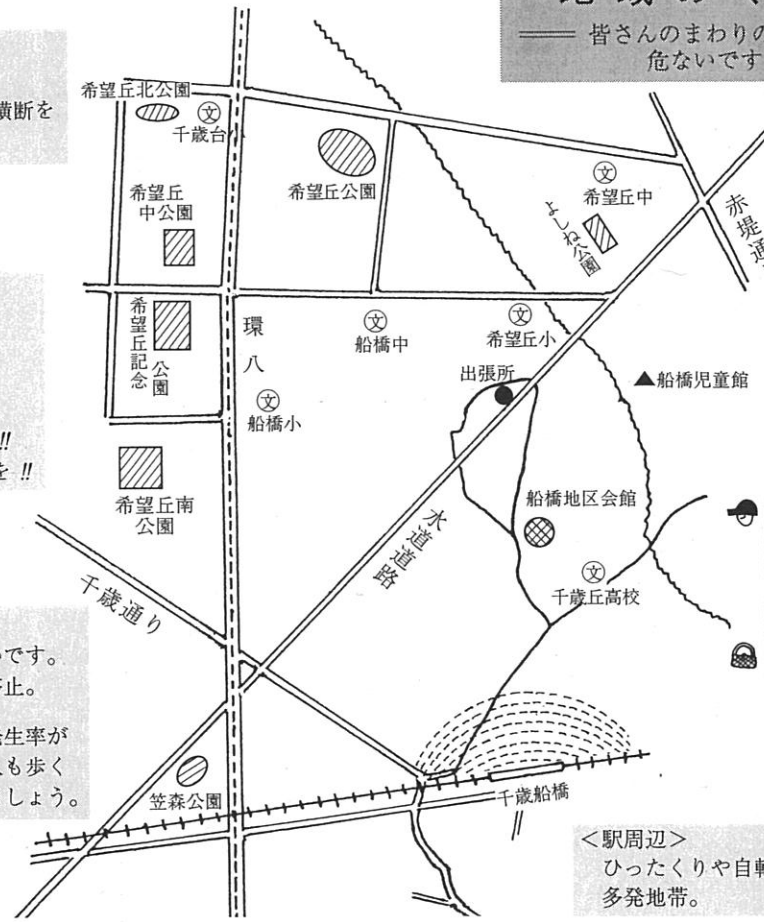 皆さんのまわりの
危ないです
横断を
希望丘北公園
千歳台小
希望丘公園
希望丘中
よしね公園
赤堤通
希望丘
中公園
希望丘記念
公園
環八
船橋中
希望丘小
出張所
船橋児童館
船橋小
!!
を !!
希望丘南
公園
船橋地区会館
水道道路
千歳丘高校
千歳通り
いです。
止。
生率が
も歩く
しょう。
笠森公園
千歳船橋
<駅周辺>
ひったくりや自転
多発地帯。